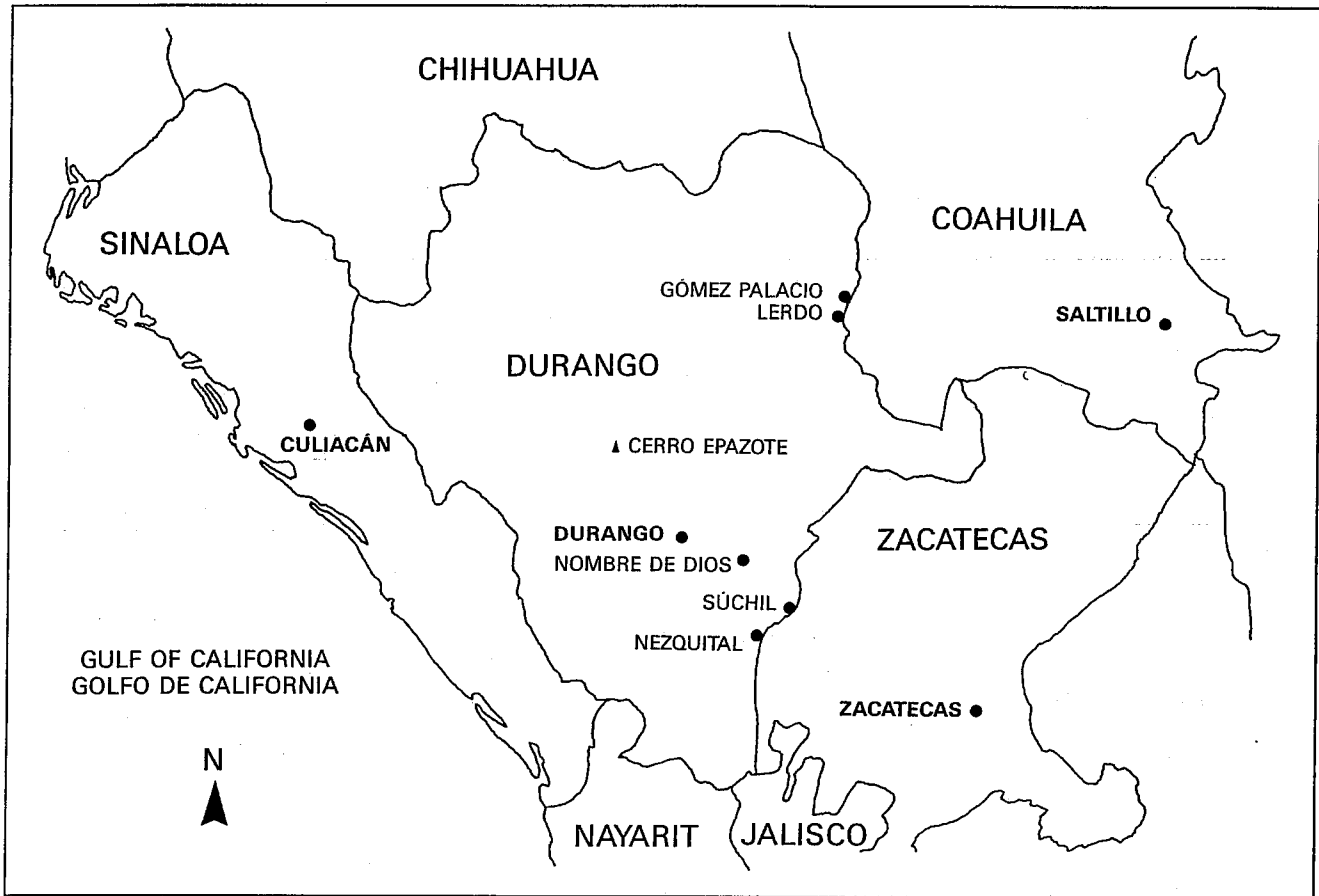 CHIHUAHUA
COAHUILA
SINALOA
GÓMEZ PALACIO
LERDO
SALTILLO
DURANGO
CULIACÁN
CERRO EPAZOTE
DURANGO
ZACATECAS
NOMBRE DE DIOS
SÚCHIL
NEZQUITAL
GULF OF CALIFORNIA
GOLFO DE CALIFORNIA
ZACATECAS
N
NAYARIT
JALISCO